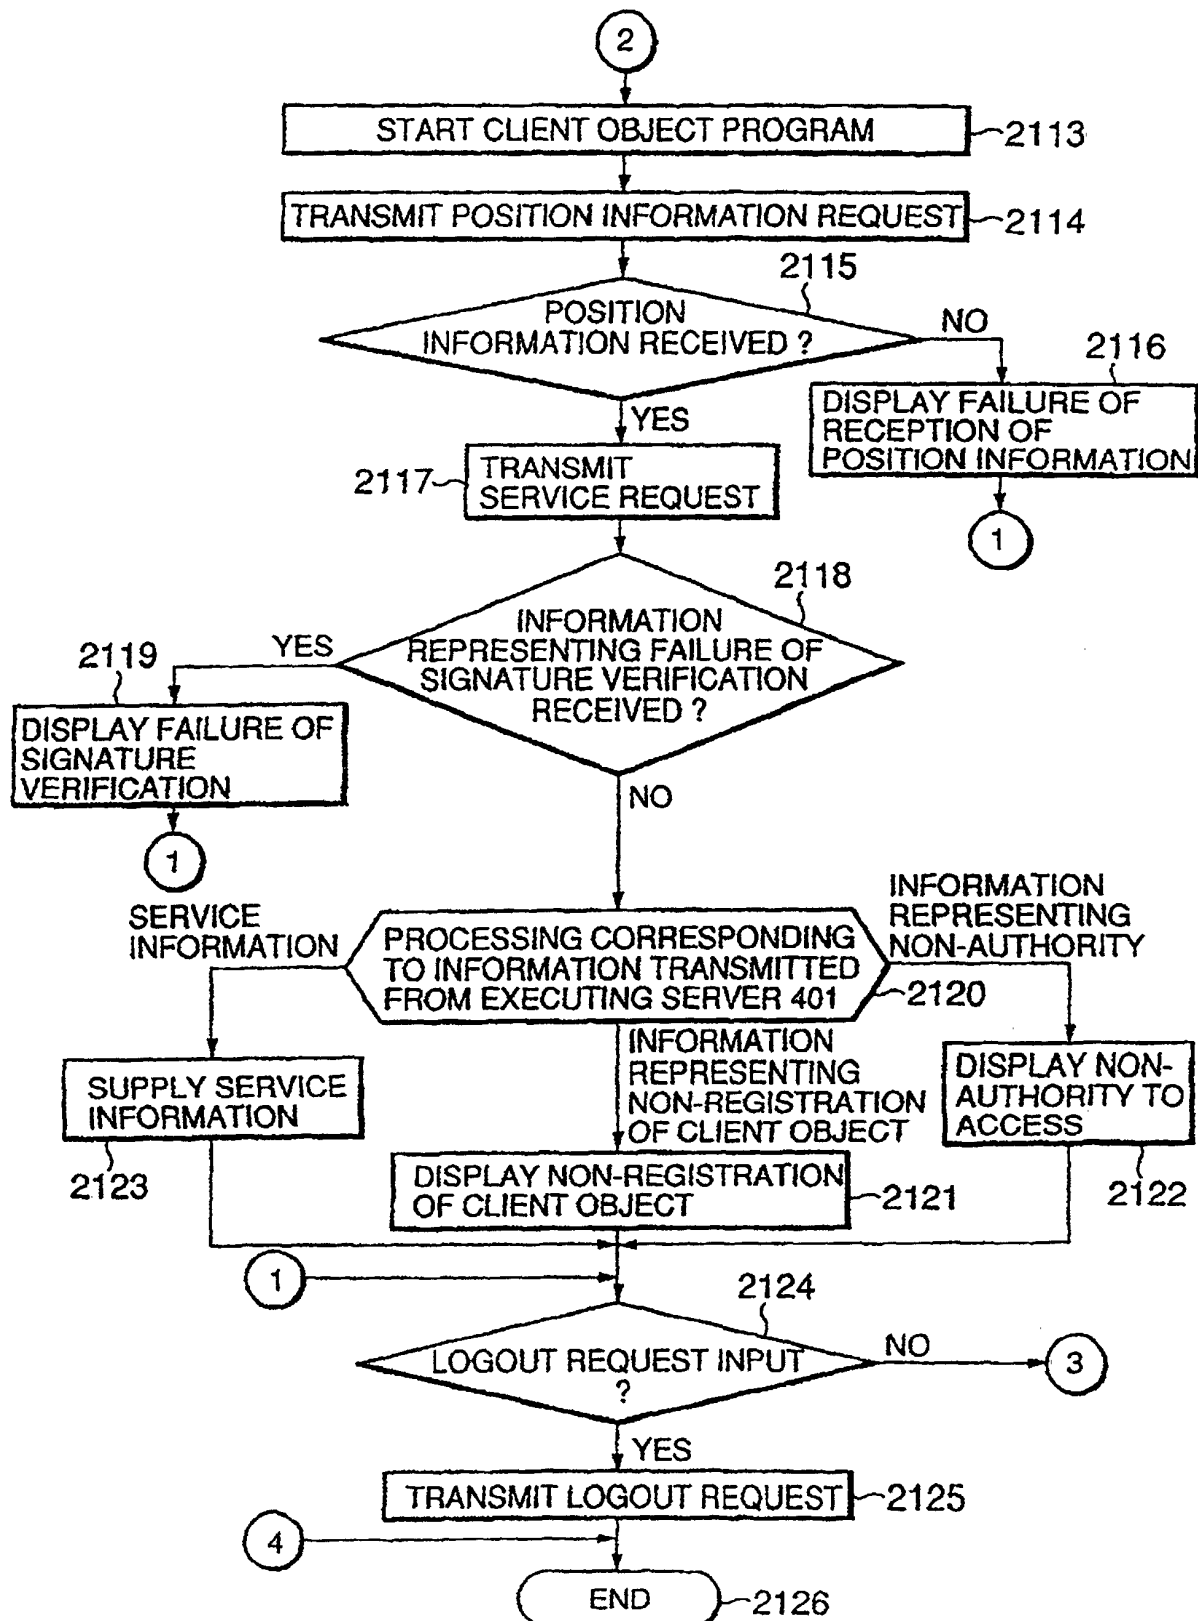 2
START CLIENT OBJECT PROGRAM
2113
TRANSMIT POSITION INFORMATION REQUEST
2114
2115
POSITION
INFORMATION RECEIVED ?
NO
2116
DISPLAY FAILURE OF
RECEPTION OF
POSITION INFORMATION
1
YES
2117
TRANSMIT
SERVICE REQUEST
2118
INFORMATION
REPRESENTING FAILURE OF
SIGNATURE VERIFICATION
RECEIVED ?
YES
2119
DISPLAY FAILURE OF
SIGNATURE
VERIFICATION
1
NO
SERVICE
INFORMATION
PROCESSING CORRESPONDING
TO INFORMATION TRANSMITTED
FROM EXECUTING SERVER 401
2120
INFORMATION
REPRESENTING
NON-AUTHORITY
SUPPLY SERVICE
INFORMATION
2123
INFORMATION
REPRESENTING
NON-REGISTRATION
OF CLIENT OBJECT
DISPLAY NON-
AUTHORITY TO
ACCESS
2122
DISPLAY NON-REGISTRATION
OF CLIENT OBJECT
2121
1
2124
LOGOUT REQUEST INPUT
?
NO
3
YES
TRANSMIT LOGOUT REQUEST
2125
4
END
2126